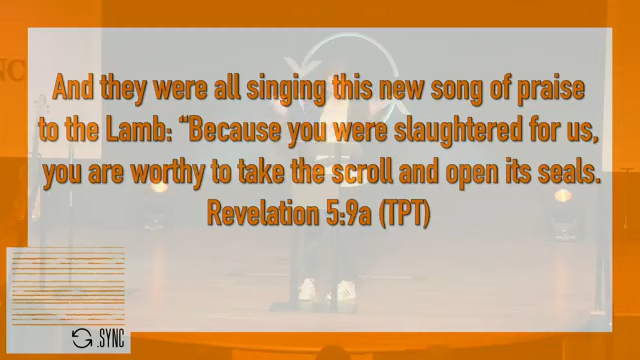 And they were all singing this new song of praise
to the Lamb: "Because you were slaughtered for us,
you are worthy to take the scroll and open its seals.
Revelation 5:9a (TPT)
.SYNC